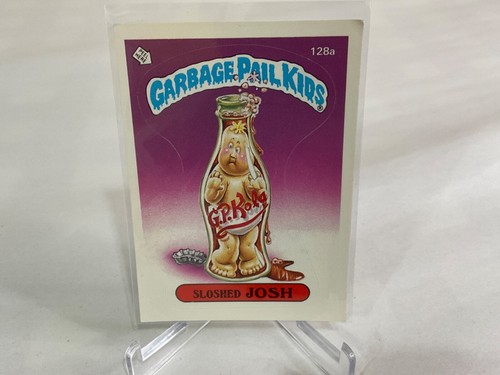 128a
GARBAGE PAIL KIDS
®
G.P. Kola
SLOSHED JOSH